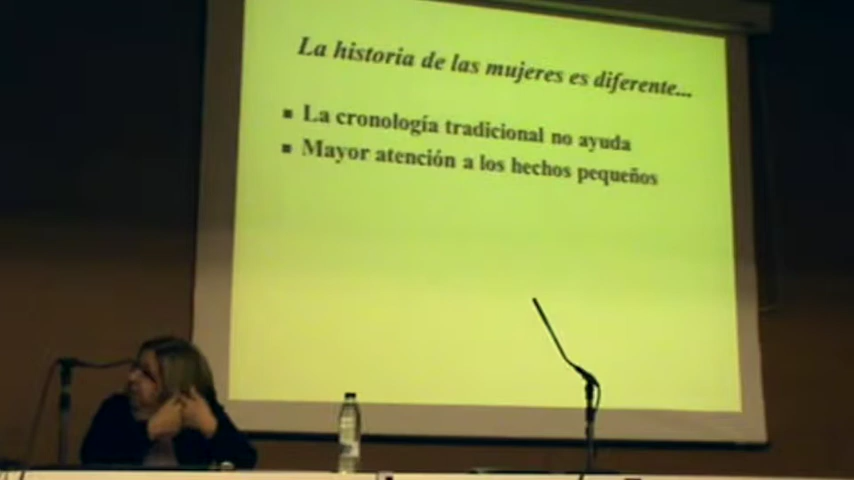 La historia de las mujeres es diferente...
▪ La cronología tradicional no ayuda
▪ Mayor atención a los hechos pequeños